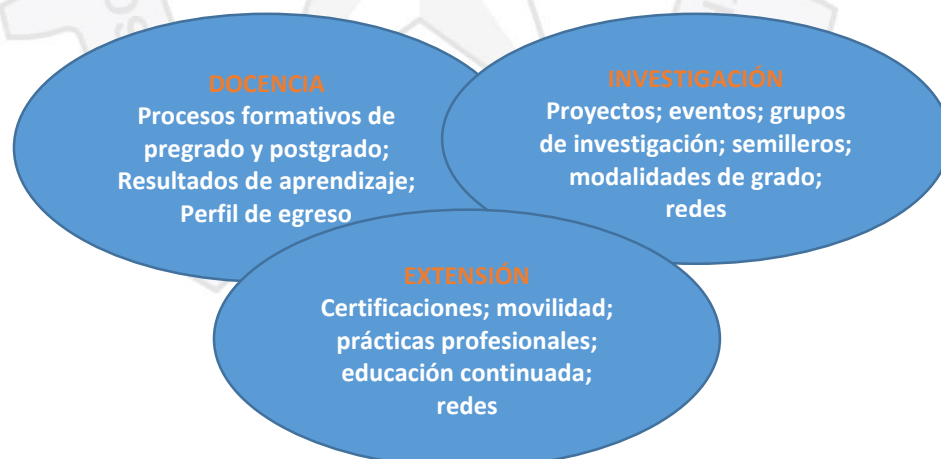 DOCENCIA
Procesos formativos de
pregrado y postgrado;
Resultados de aprendizaje;
Perfil de egreso
INVESTIGACIÓN
Proyectos; eventos; grupos
de investigación; semilleros;
modalidades de grado;
redes
EXTENSIÓN
Certificaciones; movilidad;
prácticas profesionales;
educación continuada;
redes